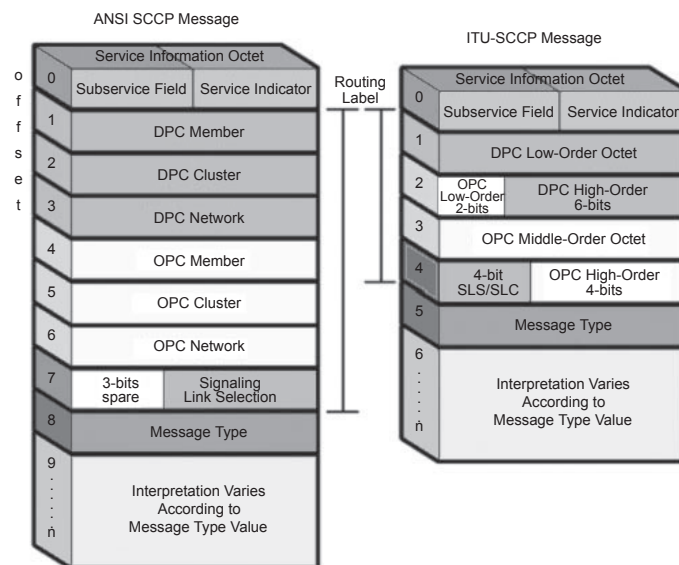 ANSI SCCP Message
offset
Service Information Octet
0
Subservice Field
Service Indicator
1
DPC Member
2
DPC Cluster
3
DPC Network
4
OPC Member
5
OPC Cluster
6
OPC Network
7
3-bits
spare
Signaling
Link Selection
8
Message Type
9
.
.
.
.
.
n
Interpretation Varies
According to
Message Type Value
Routing
Label
ITU-SCCP Message
Service Information Octet
0
Subservice Field
Service Indicator
1
DPC Low-Order Octet
2
OPC
Low-Order
2-bits
DPC High-Order
6-bits
3
OPC Middle-Order Octet
4
4-bit
SLS/SLC
OPC High-Order
4-bits
5
Message Type
6
.
.
.
.
.
n
Interpretation Varies
According to
Message Type Value